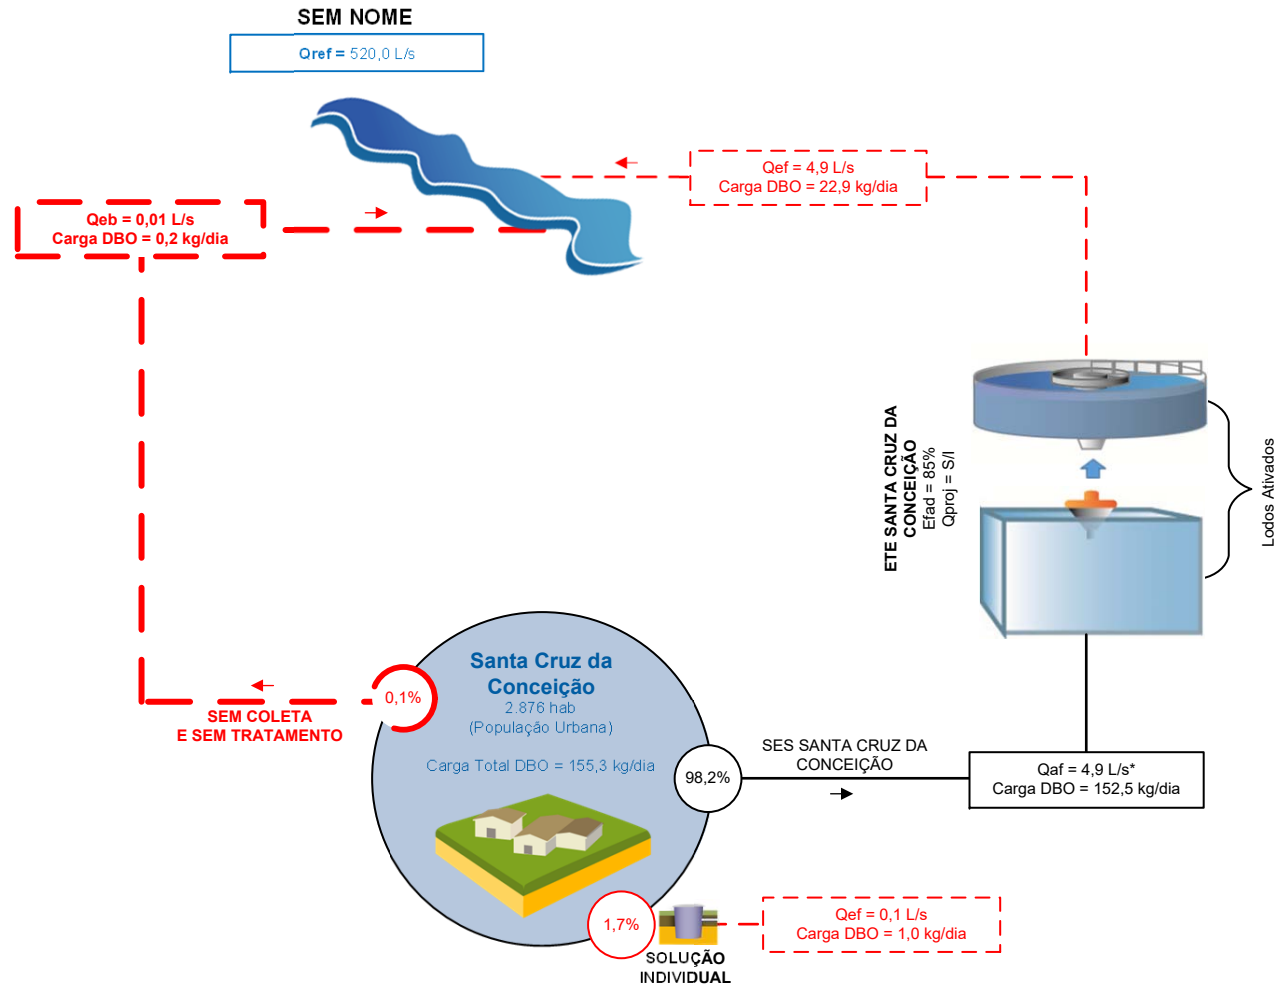 SEM NOME
Qref = 520,0 L/s
Qef = 4,9 L/s
Carga DBO = 22,9 kg/dia
Qeb = 0,01 L/s
Carga DBO = 0,2 kg/dia
ETE SANTA CRUZ DA
CONCEIÇÃO
Efad = 85%
Qproj = S/I
Lodos Ativados
Santa Cruz da
Conceição
2.876 hab
(População Urbana)
Carga Total DBO = 155,3 kg/dia
0,1%
SEM COLETA
E SEM TRATAMENTO
98,2%
SES SANTA CRUZ DA
CONCEIÇÃO
Qaf = 4,9 L/s*
Carga DBO = 152,5 kg/dia
1,7%
SOLUÇÃO
INDIVIDUAL
Qef = 0,1 L/s
Carga DBO = 1,0 kg/dia